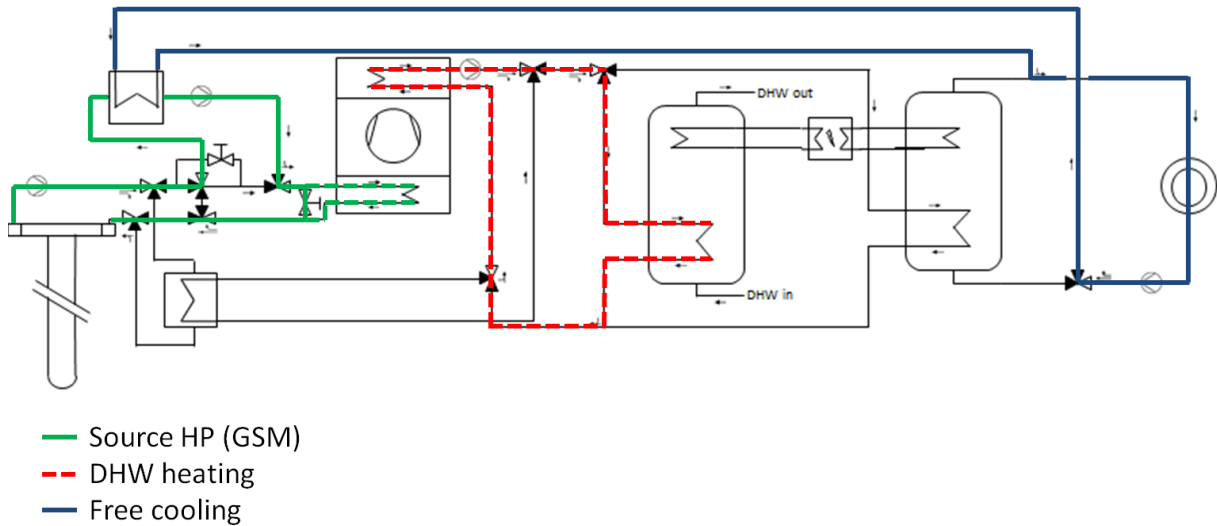 DHW out
DHW in
Source HP (GSM)
DHW heating
Free cooling